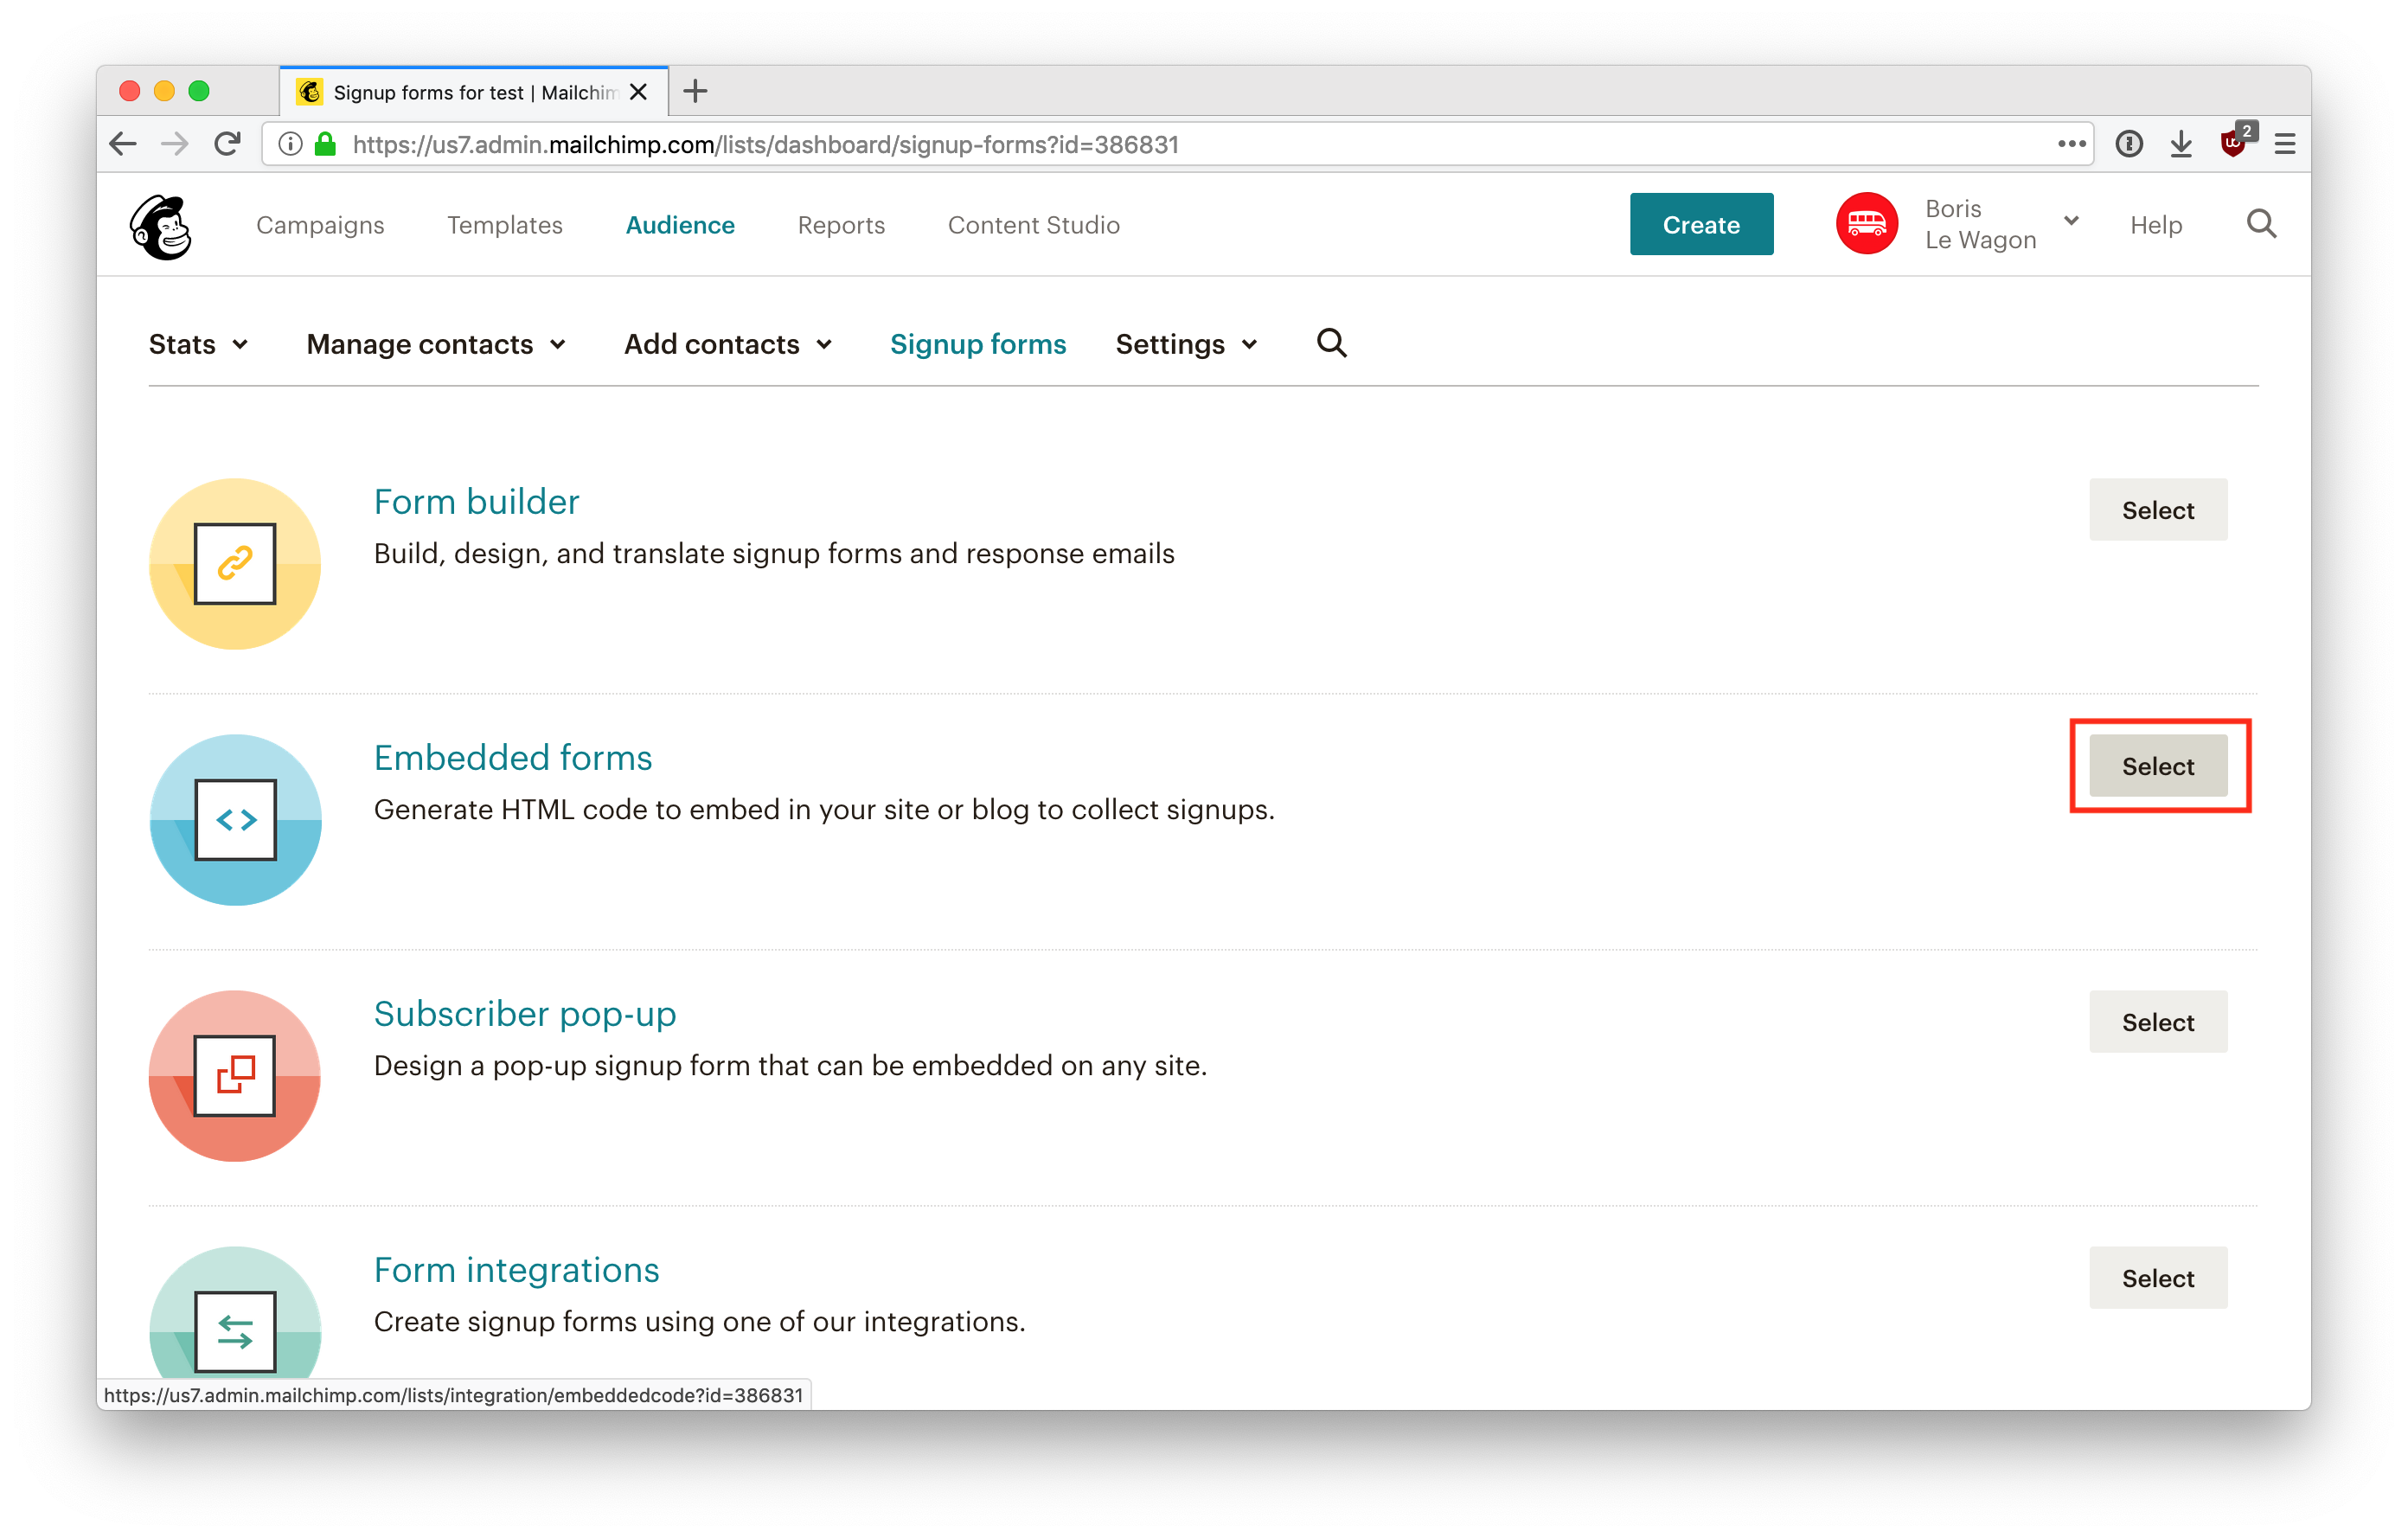 Signup forms for test | Mailchim
https://us7.admin.mailchimp.com/lists/dashboard/signup-forms?id=386831
2
Campaigns Templates Audience Reports Content Studio Create Boris Le Wagon Help
Stats Manage contacts Add contacts Signup forms Settings
Form builder Select
Build, design, and translate signup forms and response emails
Embedded forms Select
Generate HTML code to embed in your site or blog to collect signups.
Subscriber pop-up Select
Design a pop-up signup form that can be embedded on any site.
Form integrations Select
Create signup forms using one of our integrations.
https://us7.admin.mailchimp.com/lists/integration/embeddedcode?id=386831